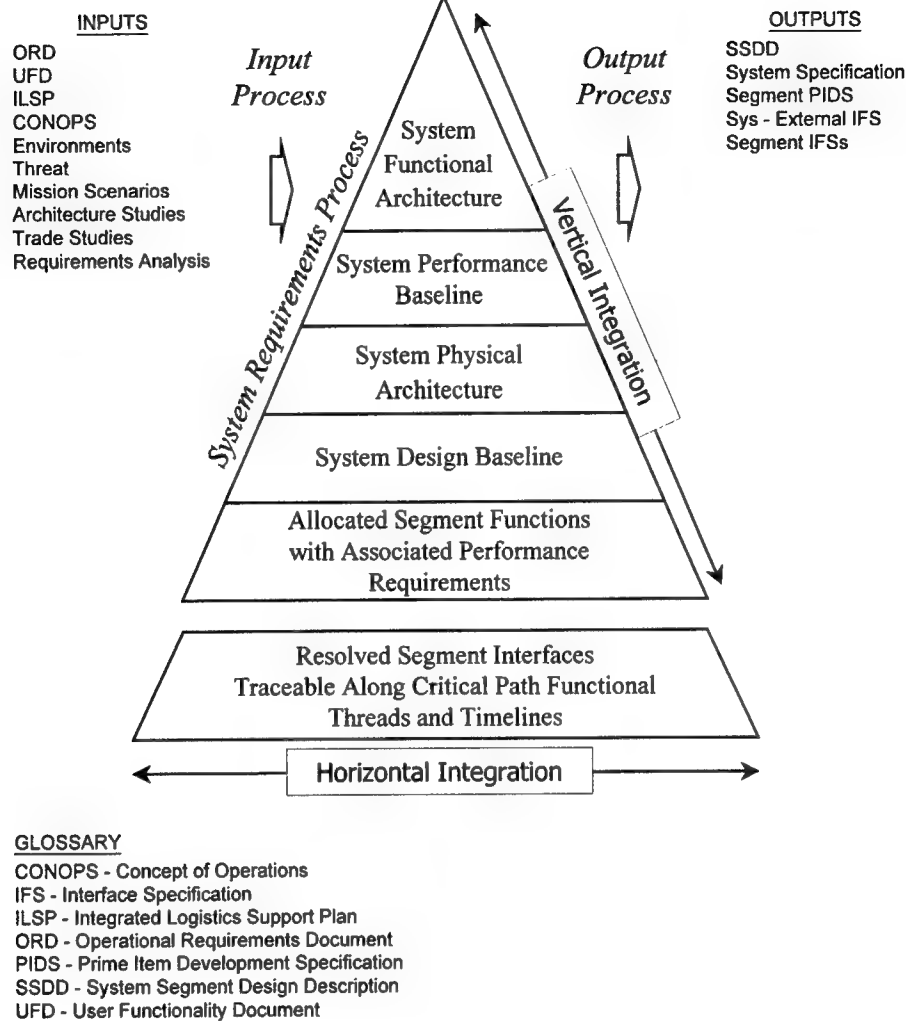 INPUTS
ORD
UFD
ILSP
CONOPS
Environments
Threat
Mission Scenarios
Architecture Studies
Trade Studies
Requirements Analysis
Input
Process
System Requirements Process
System
Functional
Architecture
System Performance
Baseline
System Physical
Architecture
System Design Baseline
Allocated Segment Functions
with Associated Performance
Requirements
Vertical Integration
Output
Process
OUTPUTS
SSDD
System Specification
Segment PIDS
Sys - External IFS
Segment IFSs
Resolved Segment Interfaces
Traceable Along Critical Path Functional
Threads and Timelines
Horizontal Integration
GLOSSARY
CONOPS - Concept of Operations
IFS - Interface Specification
ILSP - Integrated Logistics Support Plan
ORD - Operational Requirements Document
PIDS - Prime Item Development Specification
SSDD - System Segment Design Description
UFD - User Functionality Document